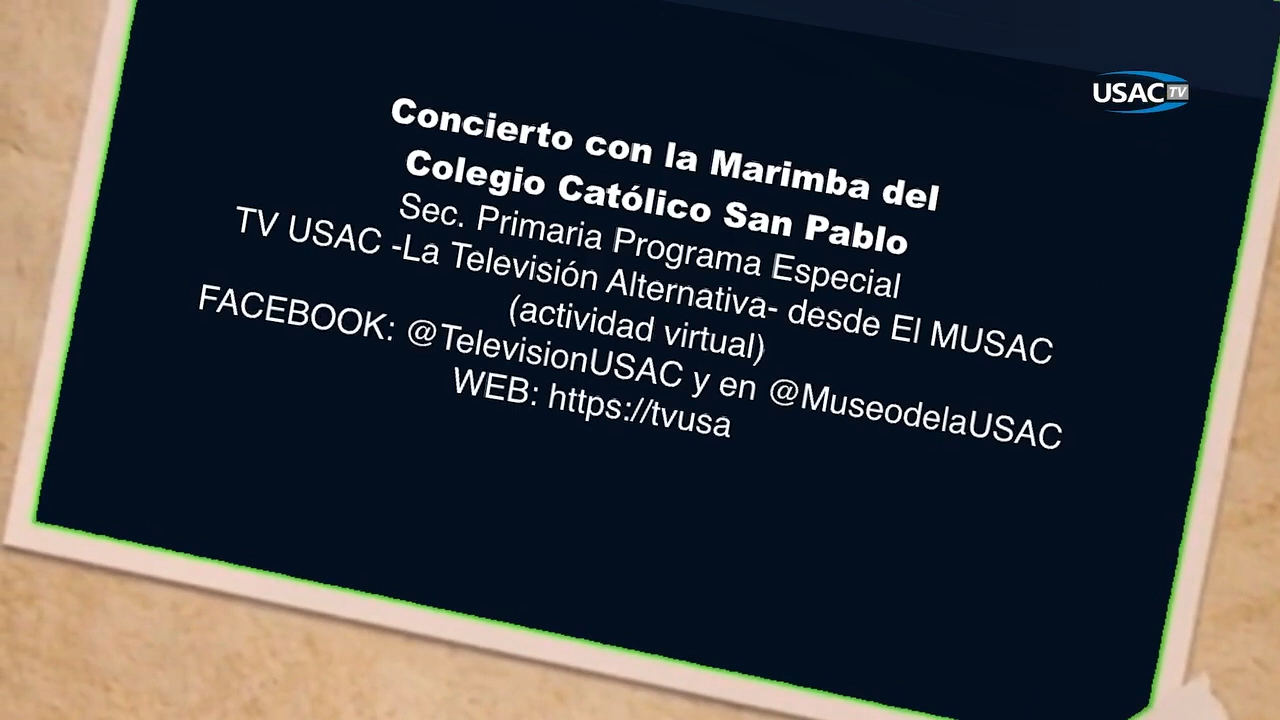 USAC TV
Concierto con la Marimba del
Colegio Católico San Pablo
Sec. Primaria Programa Especial
TV USAC -La Televisión Alternativa- desde El MUSAC
(actividad virtual)
FACEBOOK: @TelevisionUSAC y en @MuseodelaUSAC
WEB: https://tvusa